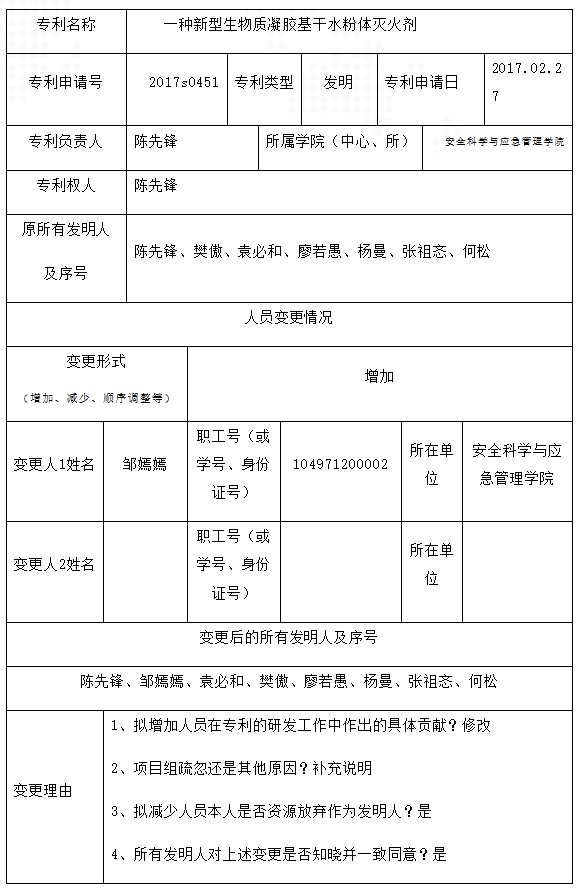 专利名称 一种新型生物质凝胶基干水粉体灭火剂
专利申请号 2017s0451 专利类型 发明 专利申请日 2017.02.2
7
专利负责人 陈先锋 所属学院（中心、所） 安全科学与应急管理学院
专利权人 陈先锋
原所有发明人
及序号
陈先锋、樊傲、袁必和、廖若愚、杨曼、张祖忞、何松
人员变更情况
变更形式
（增加、减少、顺序调整等）
增加
变更人1姓名 邹嫣嫣
职工号（或
学号、身份
证号）
104971200002
所在单
位
安全科学与应
急管理学院
变更人2姓名
职工号（或
学号、身份
证号）
所在单
位
变更后的所有发明人及序号
陈先锋、邹嫣嫣、袁必和、樊傲、廖若愚、杨曼、张祖忞、何松
变更理由
1、拟增加人员在专利的研发工作中作出的具体贡献？修改
2、项目组疏忽还是其他原因？补充说明
3、拟减少人员本人是否资源放弃作为发明人？是
4、所有发明人对上述变更是否知晓并一致同意？是